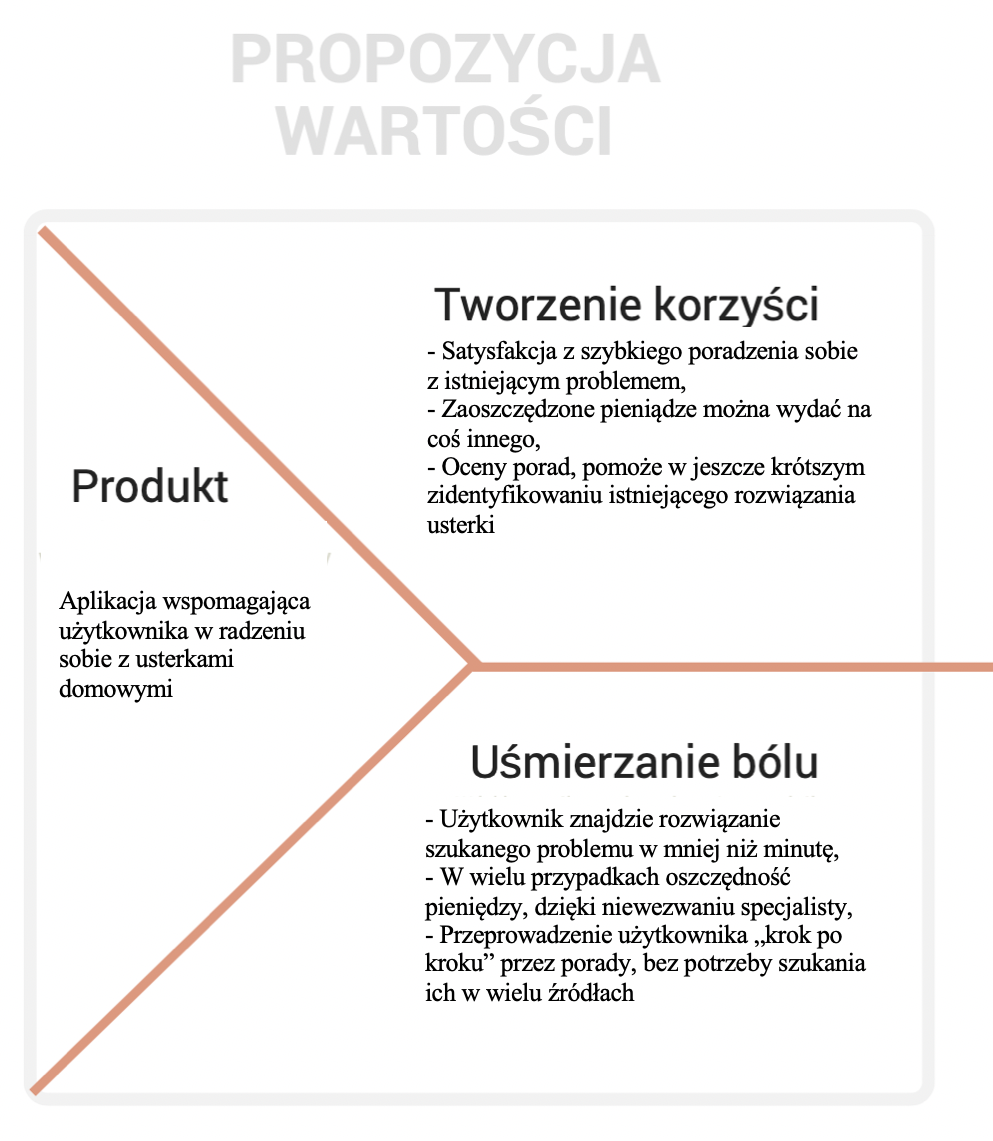 PROPOZYCJA
WARTOŚCI
Tworzenie korzyści
- Satysfakcja z szybkiego poradzenia sobie
z istniejącym problemem,
- Zaoszczędzone pieniądze można wydać na
coś innego,
- Oceny porad, pomoże w jeszcze krótszym
zidentyfikowaniu istniejącego rozwiązania
usterki
Produkt
Aplikacja wspomagająca
użytkownika w radzeniu
sobie z usterkami
domowymi
Uśmierzanie bólu
- Użytkownik znajdzie rozwiązanie
szukanego problemu w mniej niż minutę,
- W wielu przypadkach oszczędność
pieniędzy, dzięki niewezwaniu specjalisty,
- Przeprowadzenie użytkownika „krok po
kroku” przez porady, bez potrzeby szukania
ich w wielu źródłach